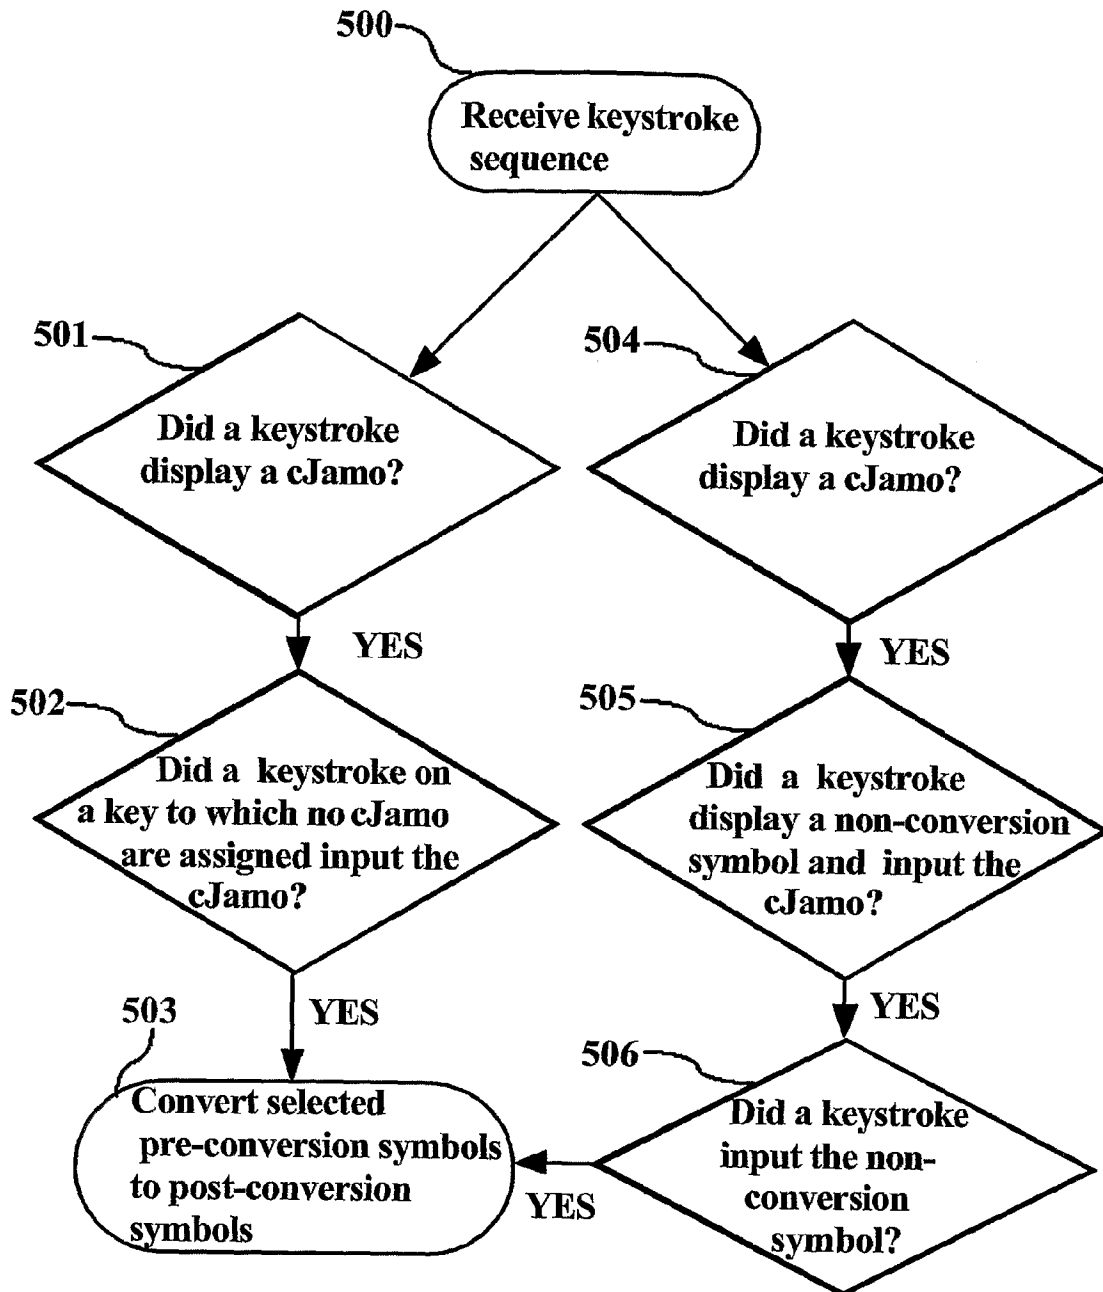 500
Receive keystroke
sequence
501
Did a keystroke
display a cJamo?
504
Did a keystroke
display a cJamo?
YES
YES
502
Did a keystroke on
a key to which no cJamo
are assigned input the
cJamo?
505
Did a keystroke
display a non-conversion
symbol and input the
cJamo?
YES
YES
503
Convert selected
pre-conversion symbols
to post-conversion
symbols
506
Did a keystroke
input the non-
conversion
symbol?
YES